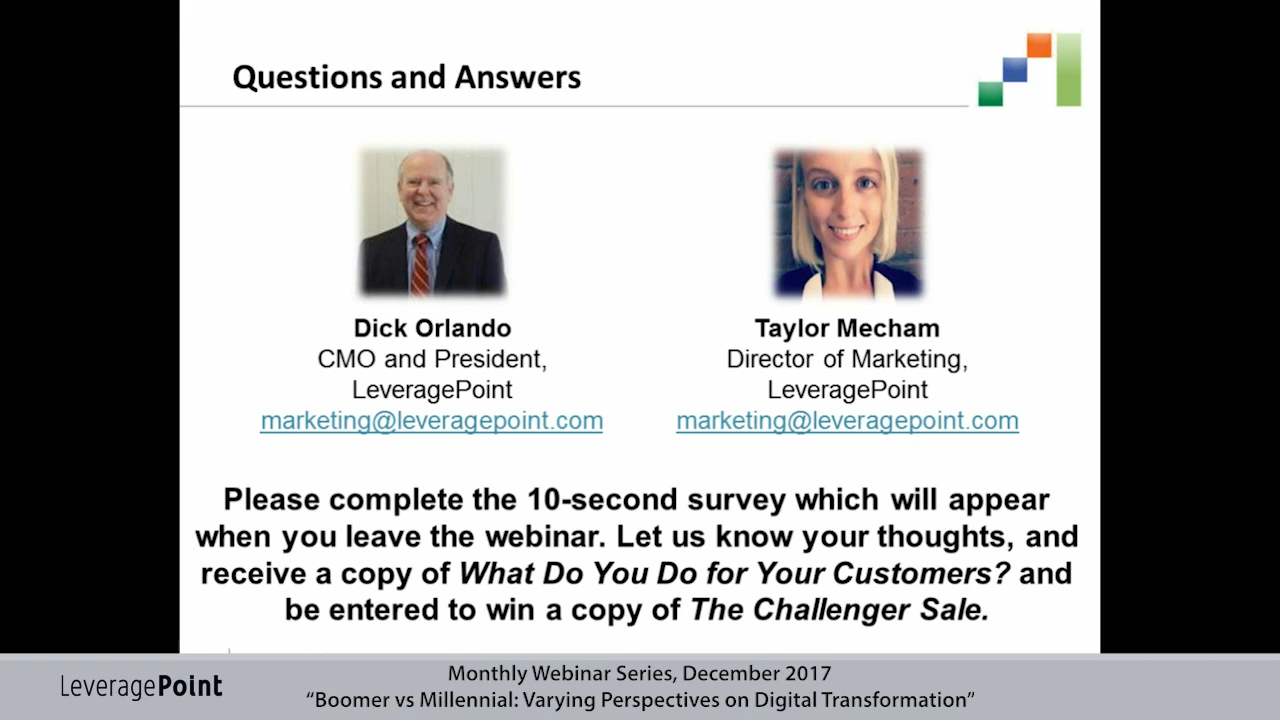 Questions and Answers
Dick Orlando
CMO and President,
LeveragePoint
marketing@leveragepoint.com
Taylor Mecham
Director of Marketing,
LeveragePoint
marketing@leveragepoint.com
Please complete the 10-second survey which will appear
when you leave the webinar. Let us know your thoughts, and
receive a copy of What Do You Do for Your Customers? and
be entered to win a copy of The Challenger Sale.
LeveragePoint
Monthly Webinar Series, December 2017
“Boomer vs Millennial: Varying Perspectives on Digital Transformation”